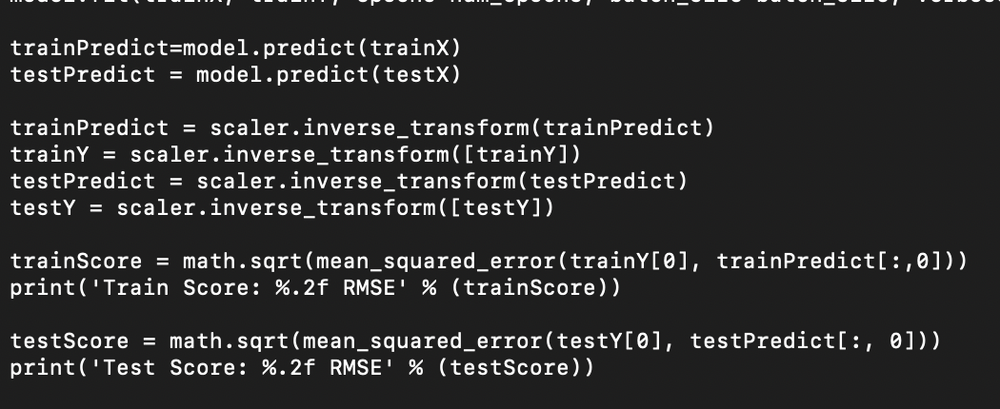 trainPredict=model.predict(trainX)
testPredict = model.predict(testX)
trainPredict = scaler.inverse_transform(trainPredict)
trainY = scaler.inverse_transform([trainY])
testPredict = scaler.inverse_transform(testPredict)
testY = scaler.inverse_transform([testY])
trainScore = math.sqrt(mean_squared_error(trainY[0], trainPredict[:,0]))
print('Train Score: %.2f RMSE' % (trainScore))
testScore = math.sqrt(mean_squared_error(testY[0], testPredict[:, 0]))
print('Test Score: %.2f RMSE' % (testScore))